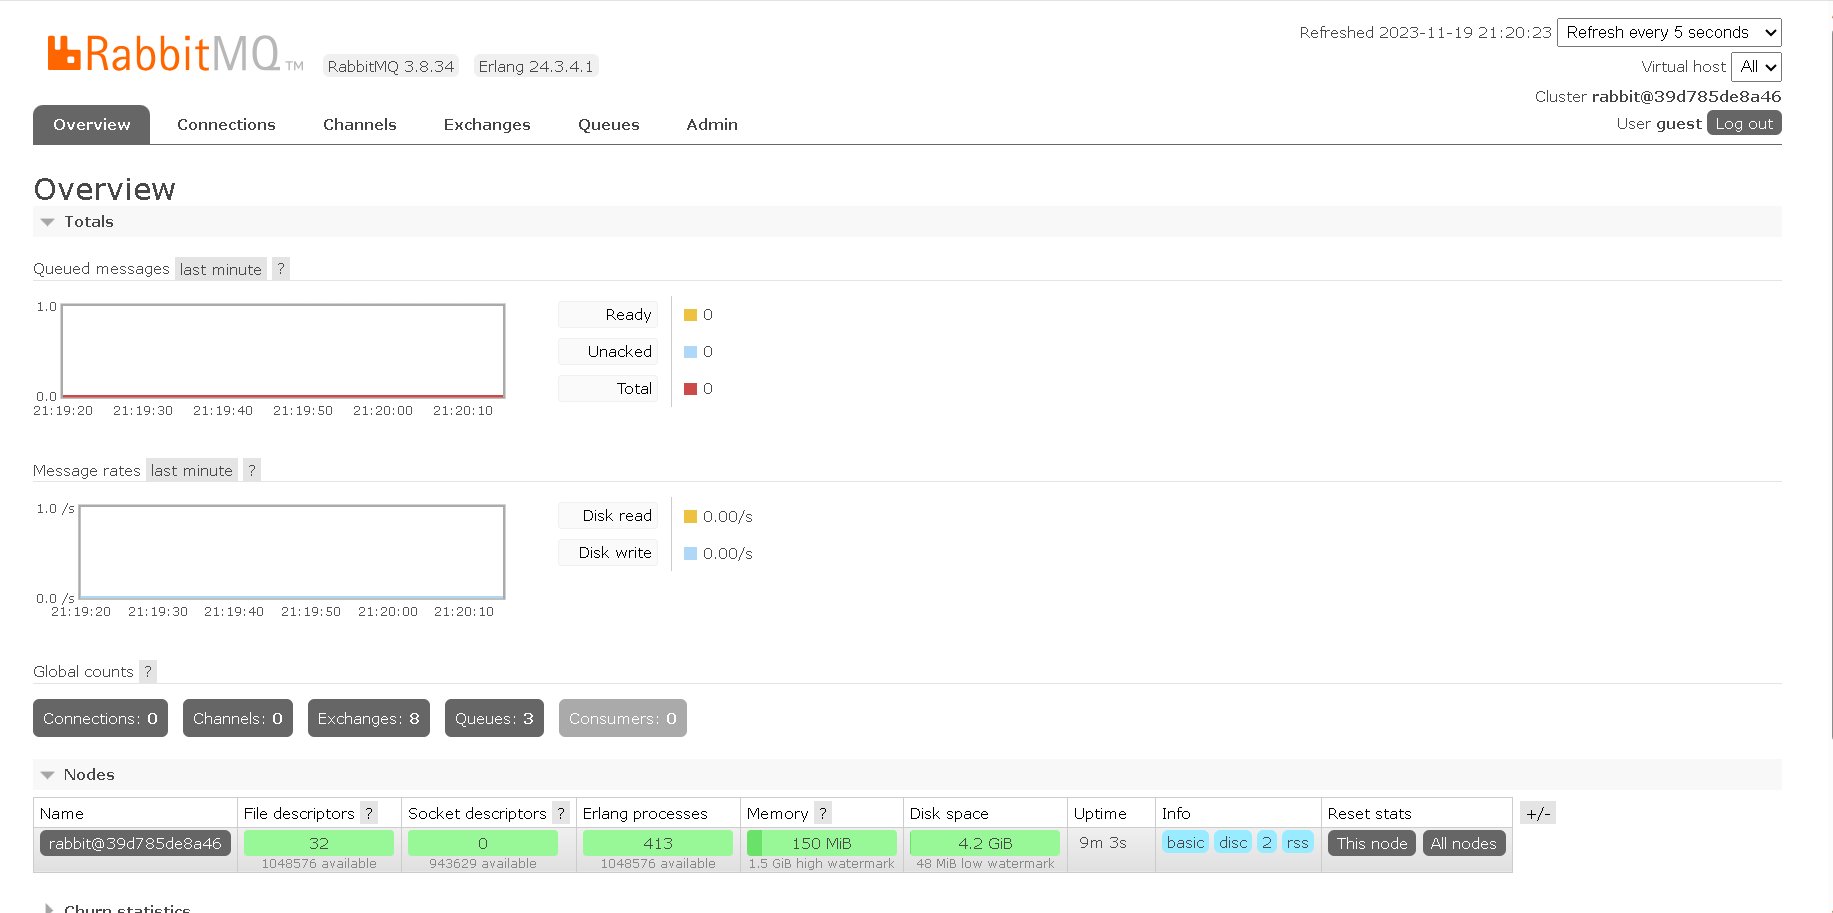 RabbitMQ TM RabbitMQ 3.8.34 Erlang 24.3.4.1
Refreshed 2023-11-19 21:20:23 Refresh every 5 seconds
Virtual host All
Cluster rabbit@39d785de8a46
User guest Log out
Overview Connections Channels Exchanges Queues Admin
Overview
Totals
Queued messages last minute ?
1.0
0.0
21:19:20 21:19:30 21:19:40 21:19:50 21:20:00 21:20:10
Ready 0
Unacked 0
Total 0
Message rates last minute ?
1.0 /s
0.0 /s
21:19:20 21:19:30 21:19:40 21:19:50 21:20:00 21:20:10
Disk read 0.00/s
Disk write 0.00/s
Global counts ?
Connections: 0 Channels: 0 Exchanges: 8 Queues: 3 Consumers: 0
Nodes
Name File descriptors ? Socket descriptors ? Erlang processes Memory ? Disk space Uptime Info Reset stats +/-
rabbit@39d785de8a46 32 0 413 150 MiB 4.2 GiB 9m 3s basic disc 2 rss This node All nodes
1048576 available 943629 available 1048576 available 1.5 GiB high watermark 48 MiB low watermark
Churn statistics